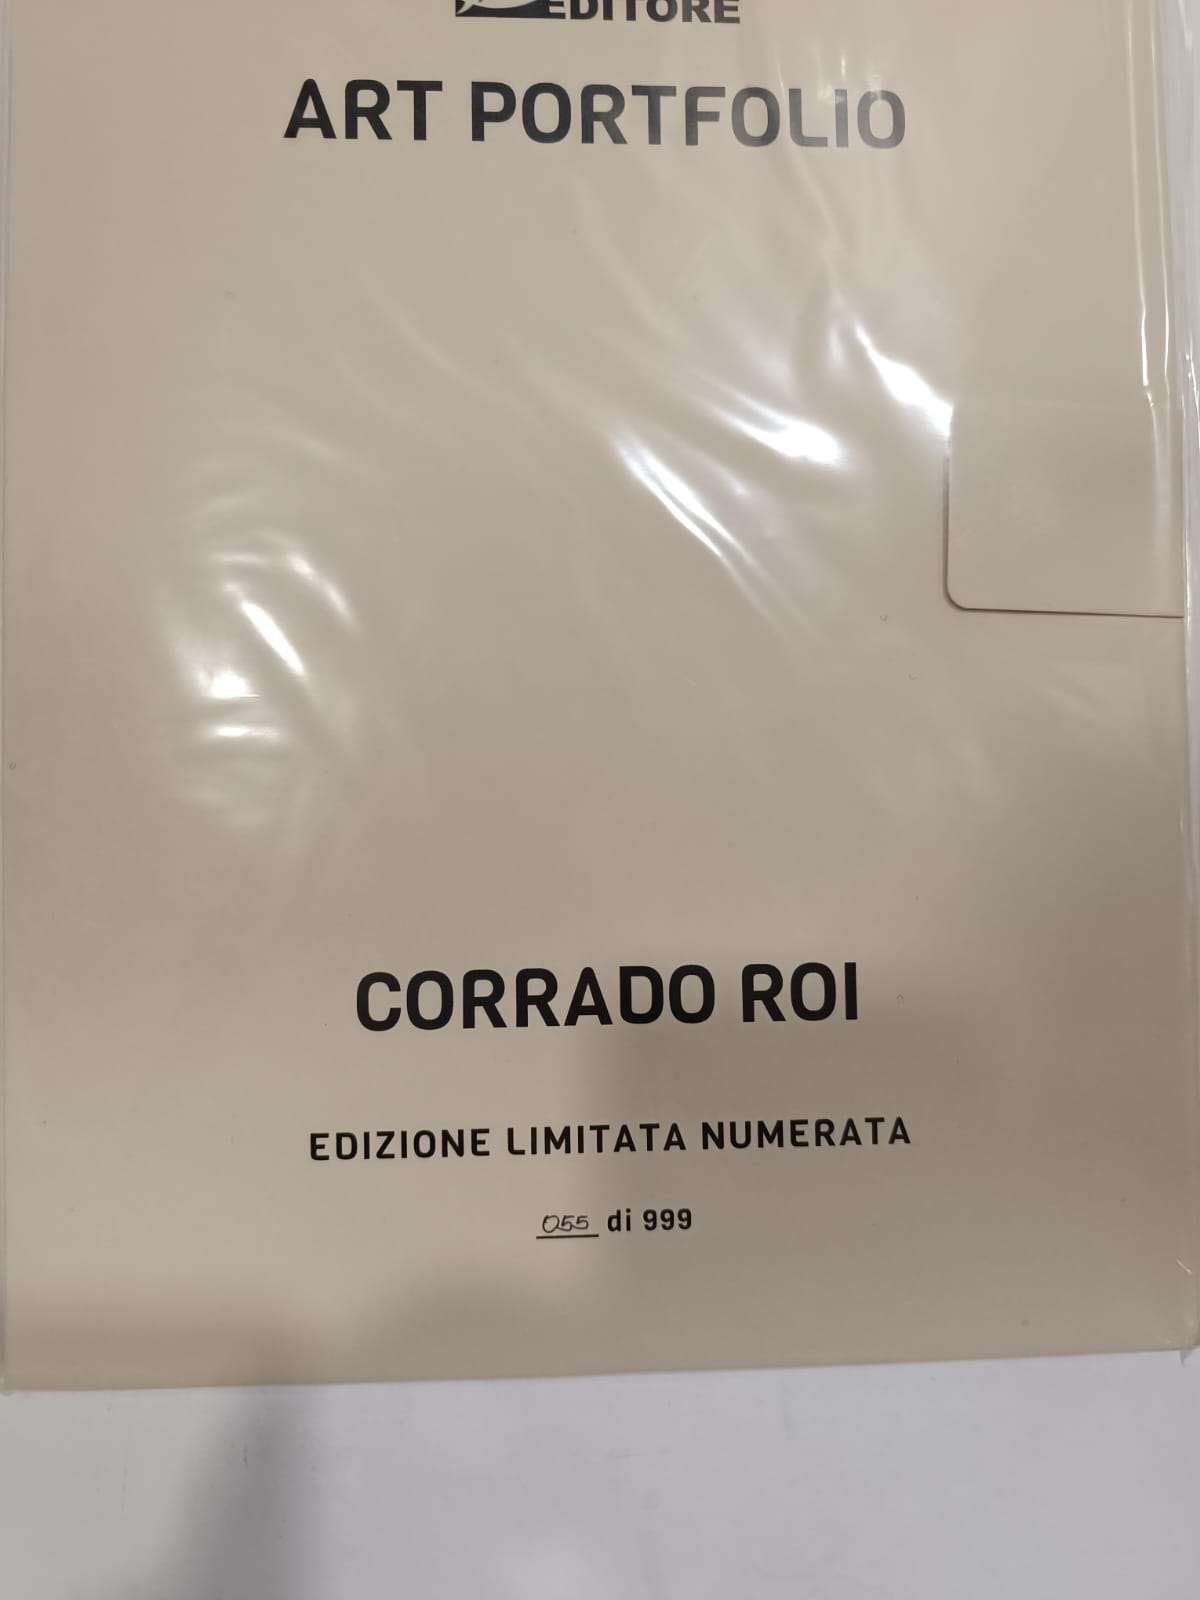 EDITORE
ART PORTFOLIO
CORRADO ROI
EDIZIONE LIMITATA NUMERATA
055 di 999